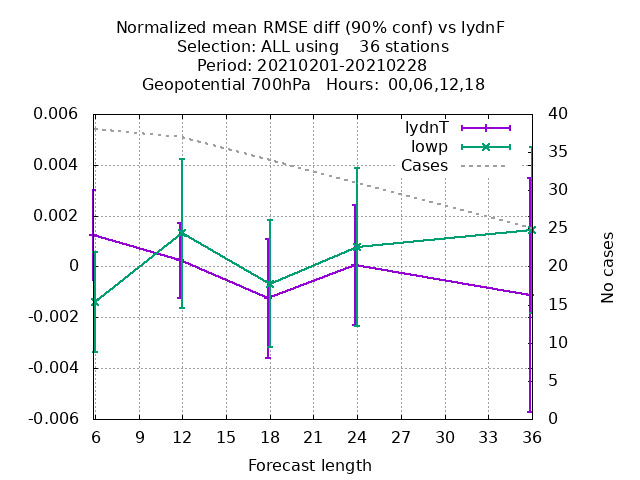 Normalized mean RMSE diff (90% conf) vs lydnF
Selection: ALL using 36 stations
Period: 20210201-20210228
Geopotential 700hPa Hours: 00,06,12,18
0.006
0.004
0.002
0
-0.002
-0.004
-0.006
lydnT
lowp
Cases
40
35
30
25
20
15
10
5
0
No cases
6 9 12 15 18 21 24 27 30 33 36
Forecast length